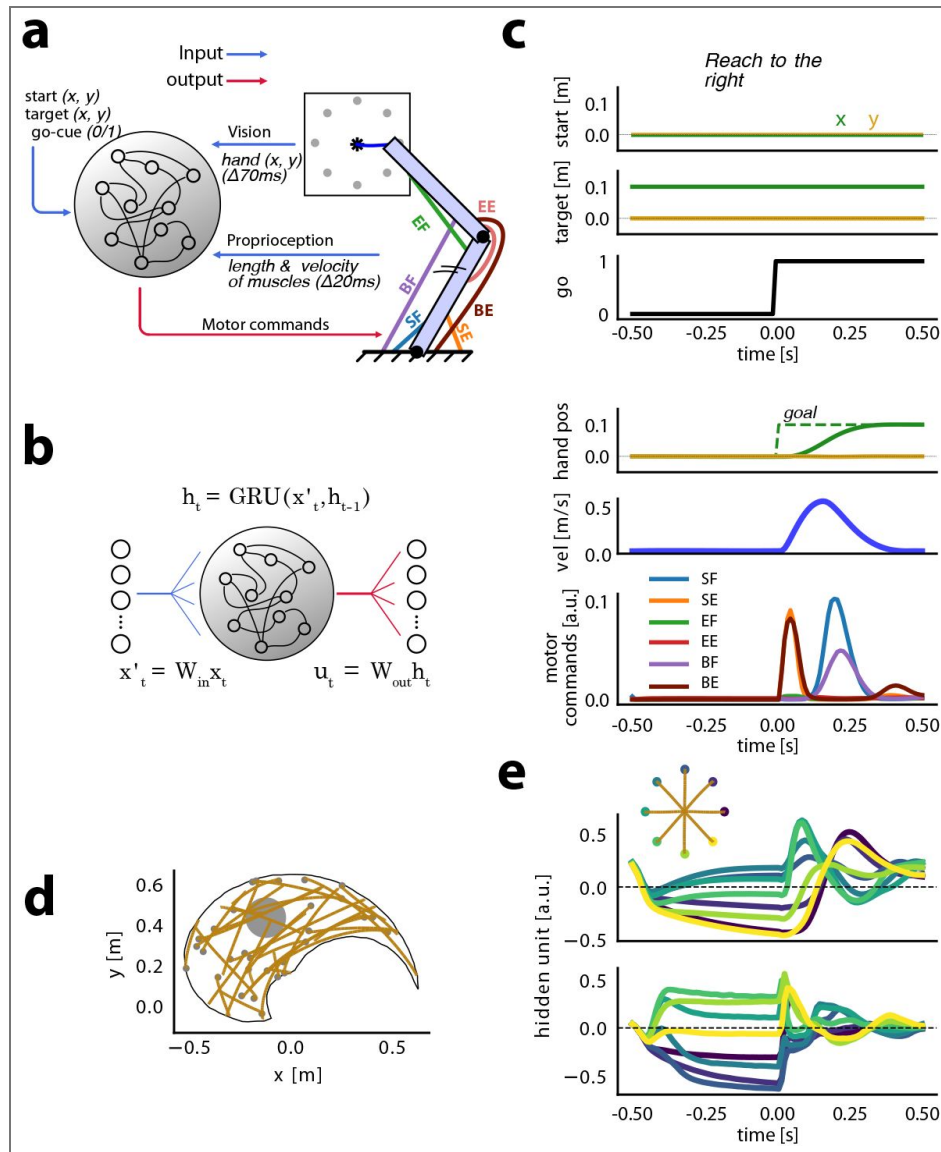 a
Input
output
start (x, y)
target (x, y)
go-cue (0/1)
Vision
hand (x, y)
(Δ70ms)
Proprioception
length & velocity
of muscles (Δ20ms)
Motor commands
EF
EE
BF
SF
BE
SE
b
h_t = GRU(x'_t, h_{t-1})
x'_t = W_in x_t
u_t = W_out h_t
c
Reach to the
right
start [m]
0.1
0.0
x y
target [m]
0.1
0.0
go
1
0
-0.50 -0.25 0.00 0.25 0.50
time [s]
hand pos
0.1
0.0
goal
vel [m/s]
0.5
0.0
motor
commands [a.u.]
0.1
0.0
SF
SE
EF
EE
BF
BE
-0.50 -0.25 0.00 0.25 0.50
time [s]
d
y [m]
0.6
0.4
0.2
0.0
−0.5 0.0 0.5
x [m]
e
hidden unit [a.u.]
0.5
0.0
−0.5
0.5
0.0
−0.5
-0.50 -0.25 0.00 0.25 0.50
time [s]